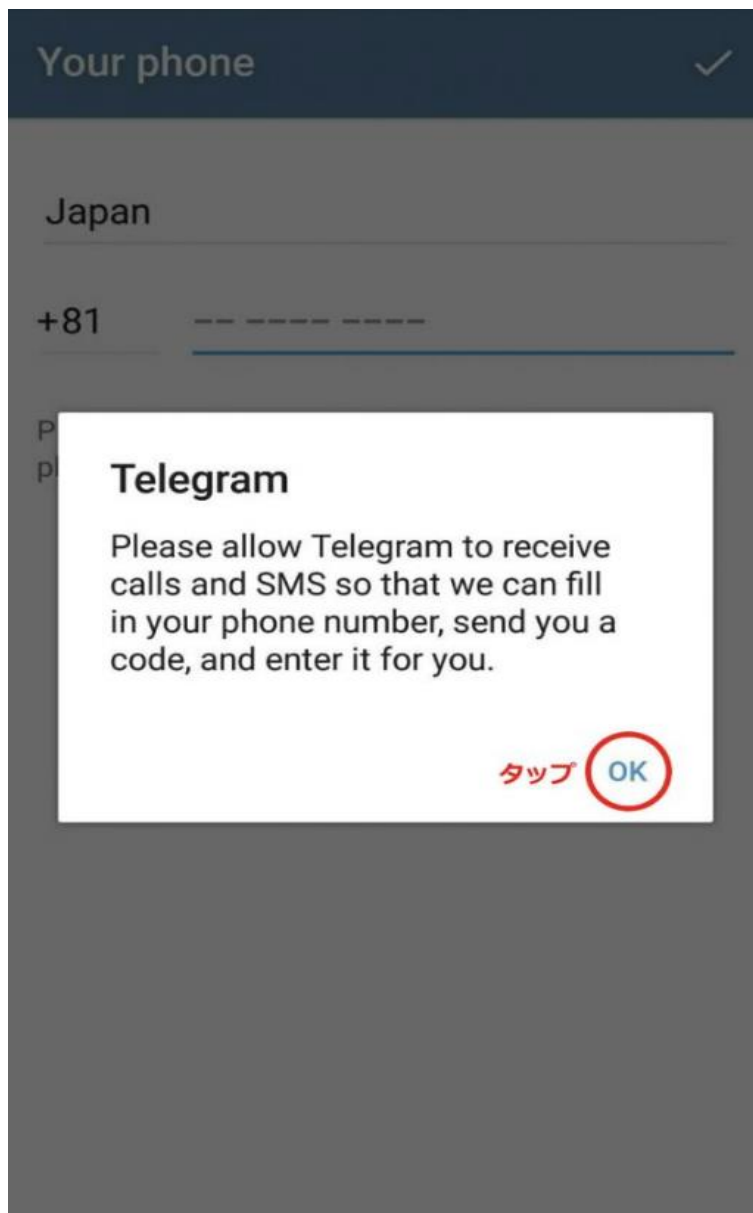 Your phone
Japan
+81 -- ---- ----
P
pl
Telegram
Please allow Telegram to receive
calls and SMS so that we can fill
in your phone number, send you a
code, and enter it for you.
タップ OK